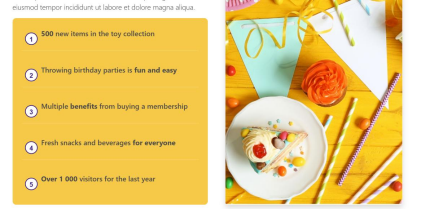 eiusmod tempor incididunt ut labore et dolore magna aliqua.
1 500 new items in the toy collection
2 Throwing birthday parties is fun and easy
3 Multiple benefits from buying a membership
4 Fresh snacks and beverages for everyone
5 Over 1 000 visitors for the last year